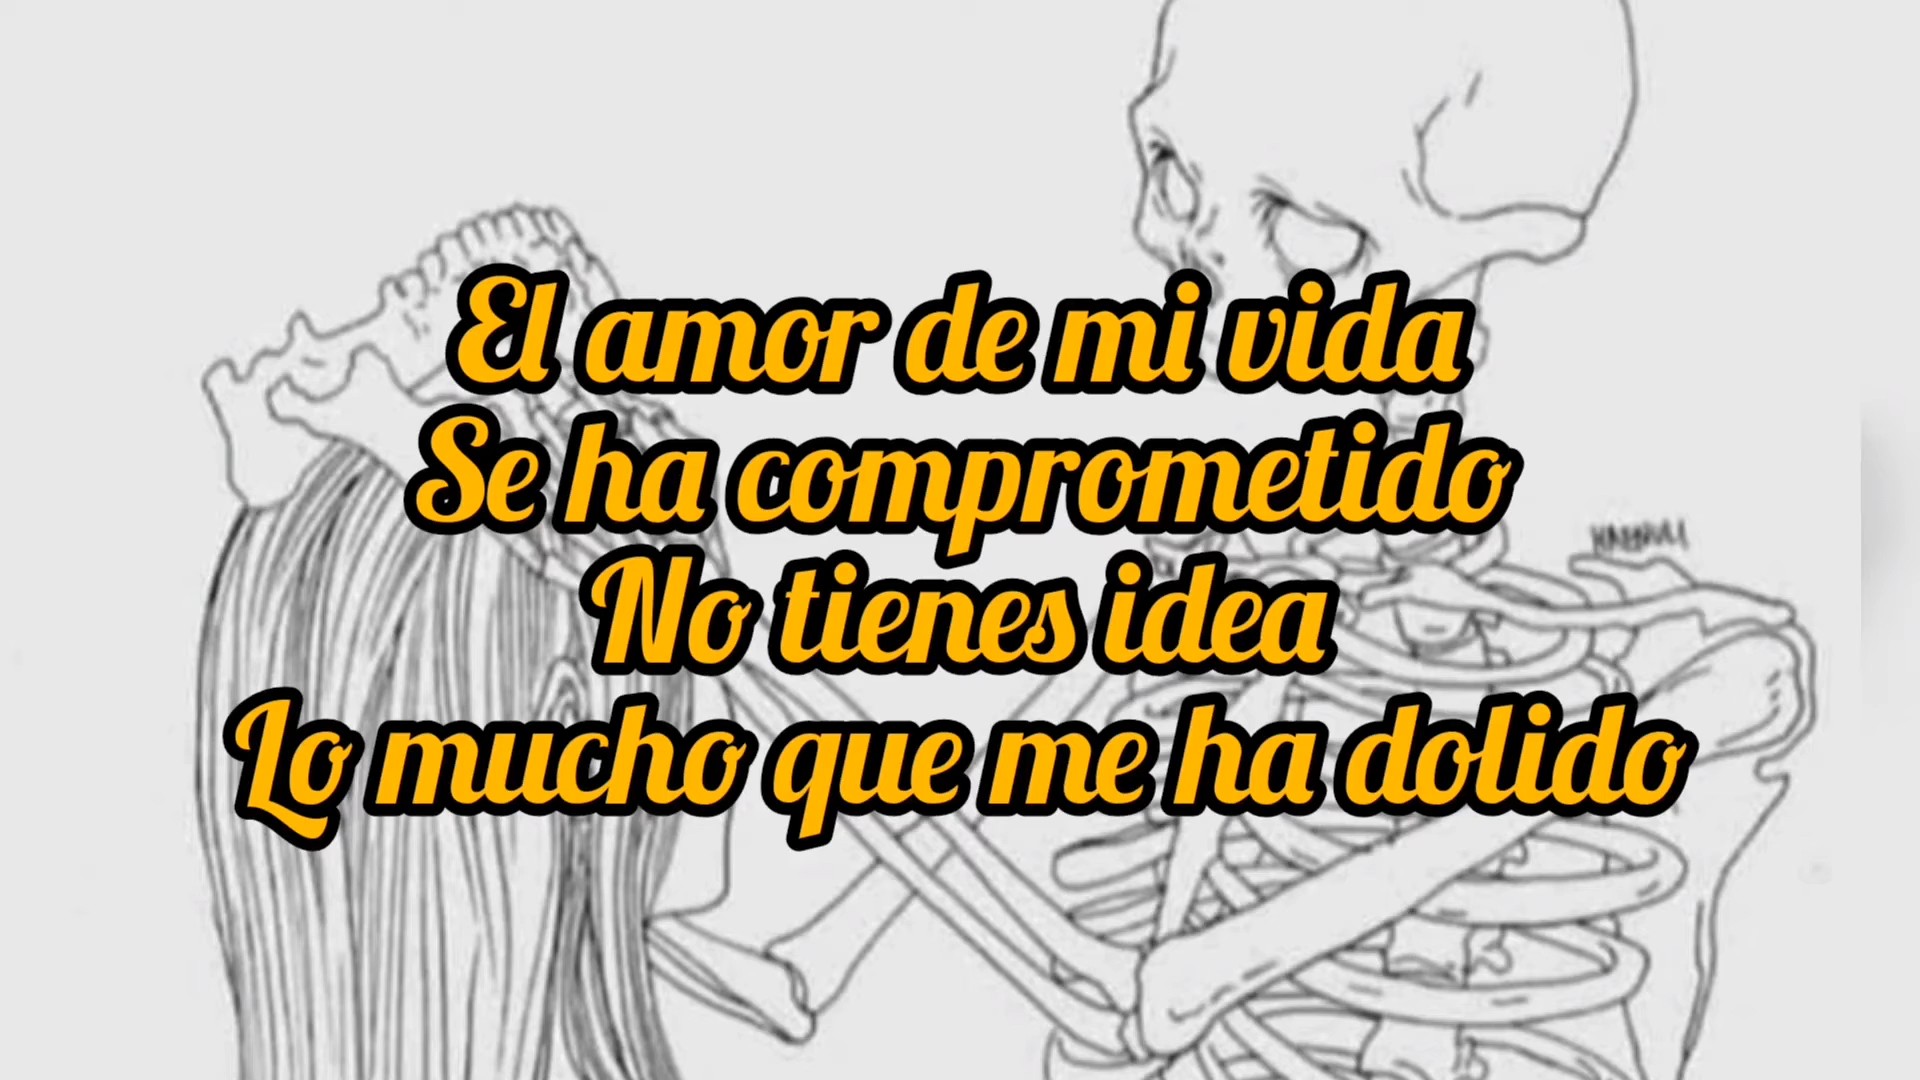 El amor de mi vida
Se ha comprometido
No tienes idea
Lo mucho que me ha dolido